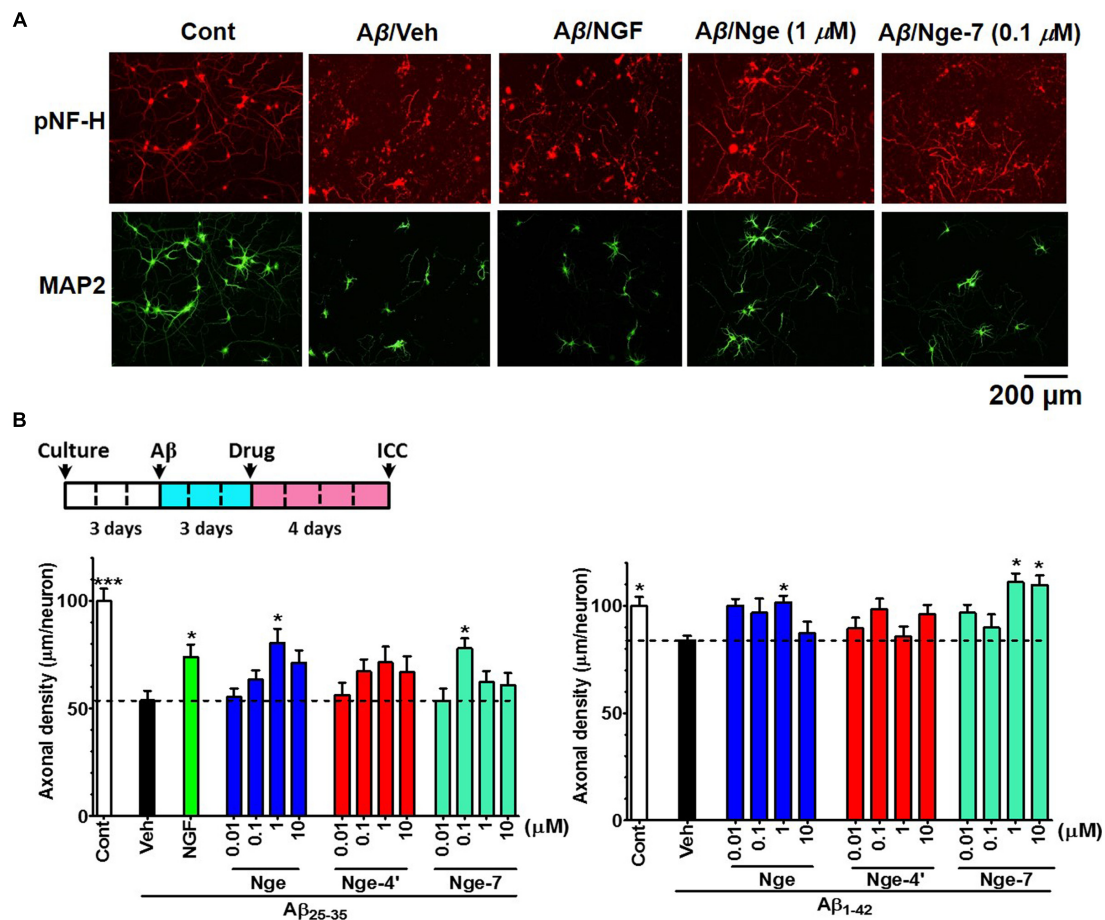 A
Cont
Aβ/Veh
Aβ/NGF
Aβ/Nge (1 μM)
Aβ/Nge-7 (0.1 μM)
pNF-H
MAP2
200 μm
B
Culture
Aβ
Drug
ICC
3 days
3 days
4 days
Axonal density (μm/neuron)
100
50
0
***
*
*
*
Cont
Veh
NGF
0.01
0.1
1
10
0.01
0.1
1
10
0.01
0.1
1
10
(μM)
Nge
Nge-4'
Nge-7
Aβ25-35
Axonal density (μm/neuron)
100
50
0
*
*
*
*
Cont
Veh
0.01
0.1
1
10
0.01
0.1
1
10
0.01
0.1
1
10
(μM)
Nge
Nge-4'
Nge-7
Aβ1-42